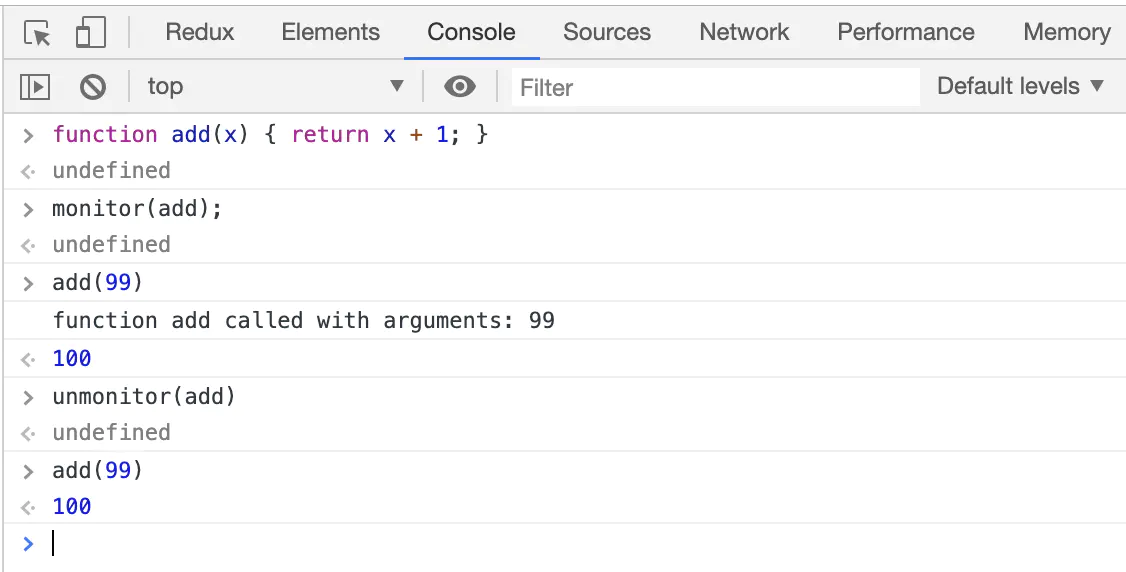 Redux Elements Console Sources Network Performance Memory
top Filter Default levels
function add(x) { return x + 1; }
undefined
monitor(add);
undefined
add(99)
function add called with arguments: 99
100
unmonitor(add)
undefined
add(99)
100